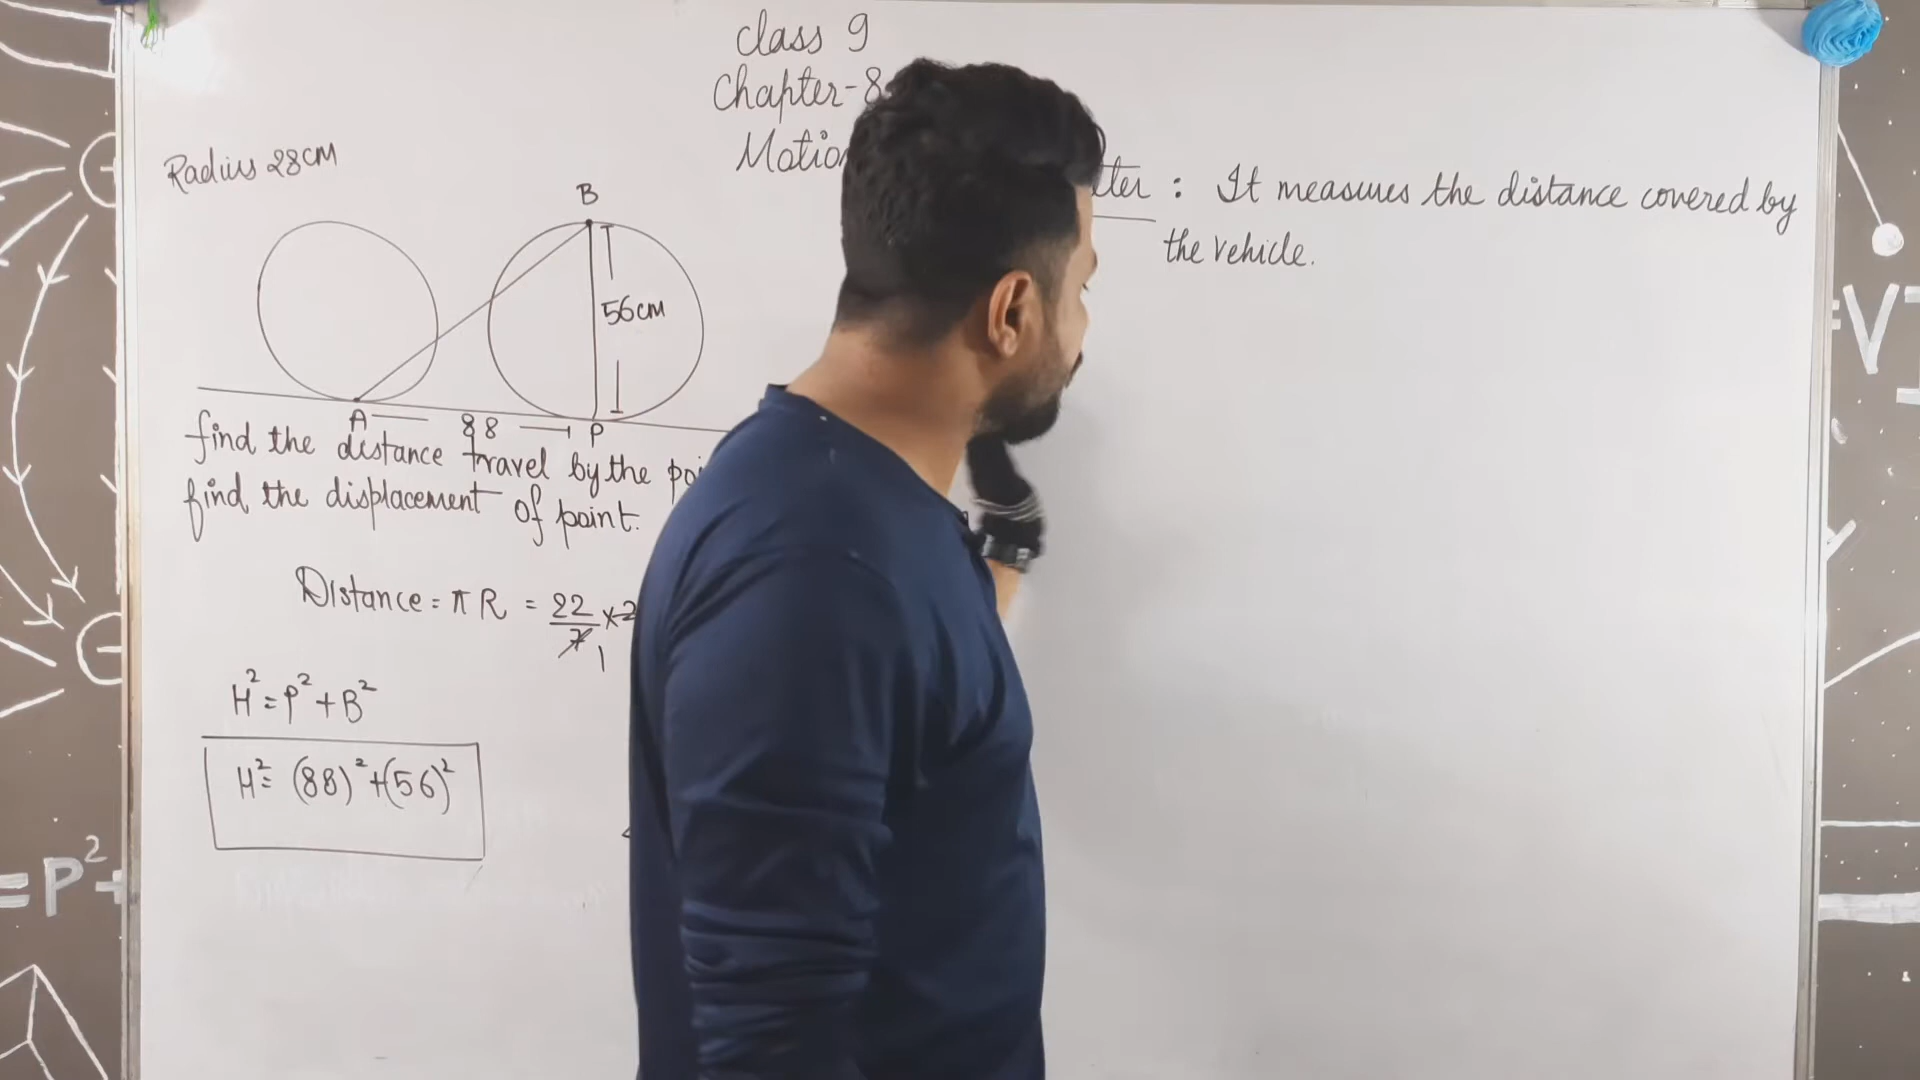 class 9
Chapter-8
Motion
Radius 28CM
B
56cm
A
88
P
find the distance travel by the
find the displacement of point.
Distance = π R = 22/7 ×
1
H² = P² + B²
H² = (88)² + (56)²
: It measures the distance covered by
the vehicle.
=P²+
=V